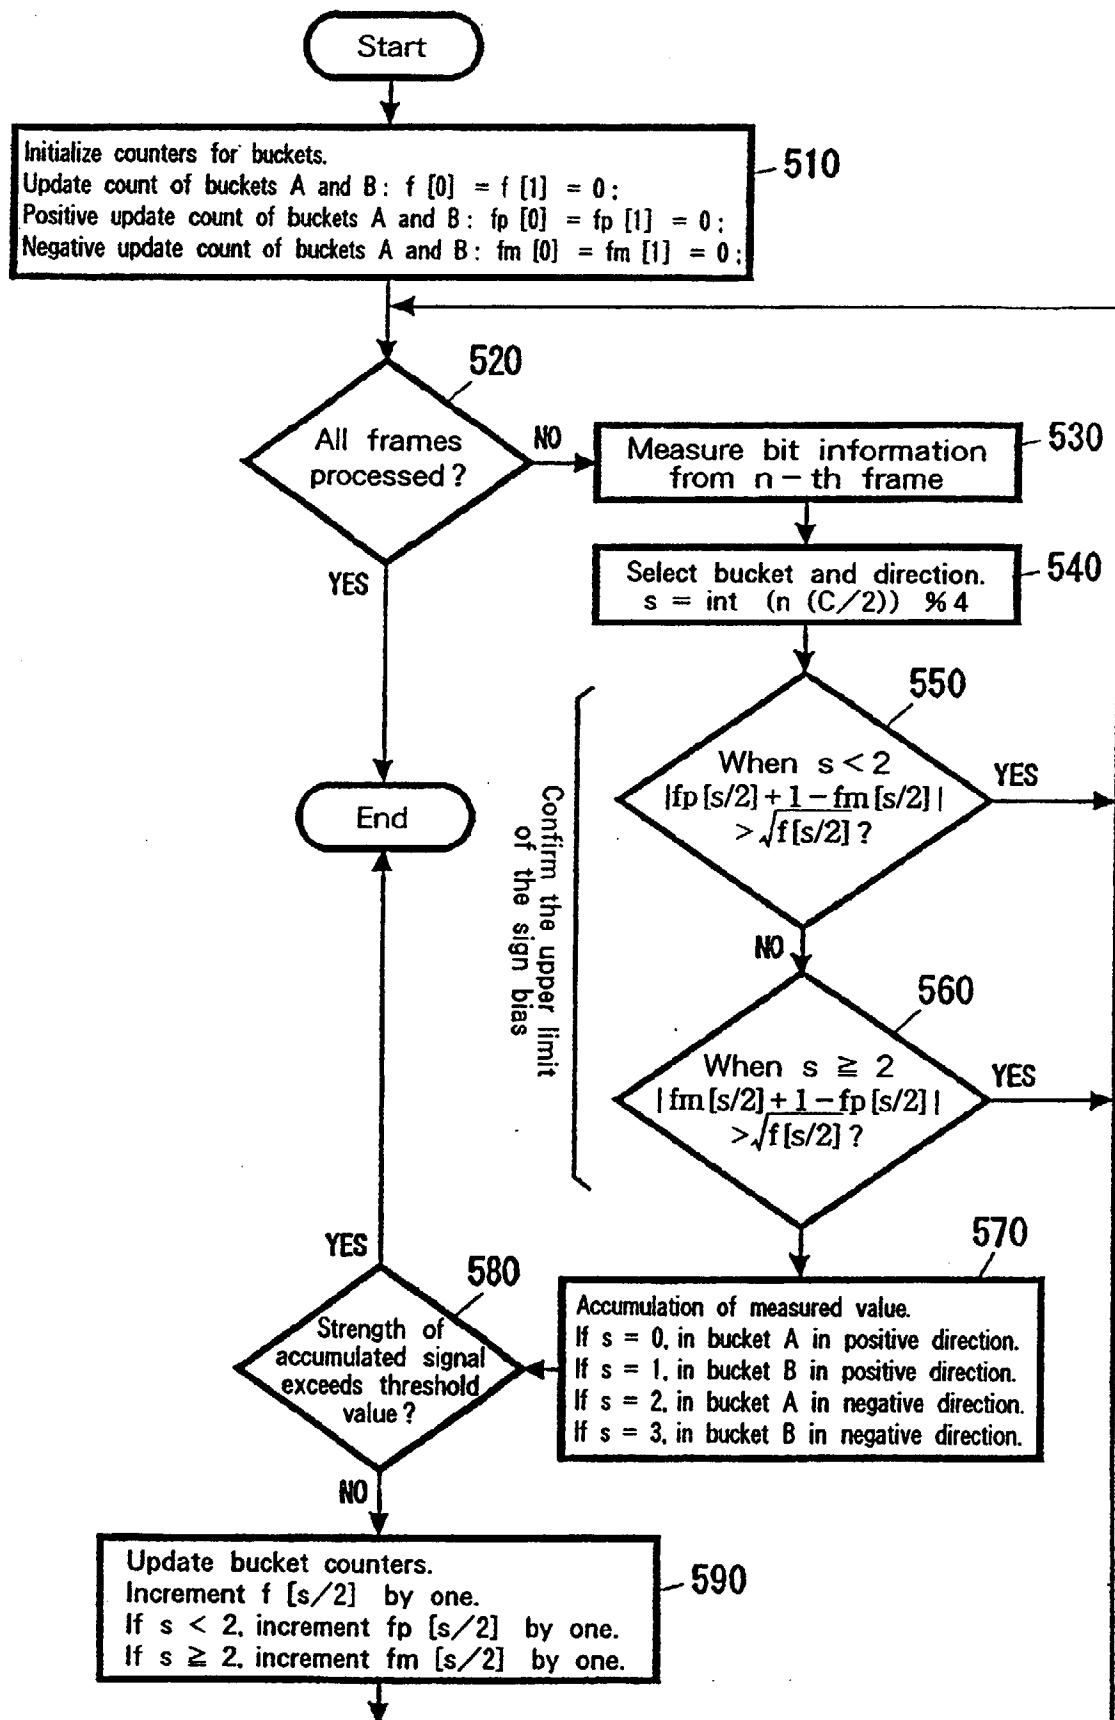 Start
Initialize counters for buckets.
Update count of buckets A and B: f [0] = f [1] = 0;
Positive update count of buckets A and B: fp [0] = fp [1] = 0;
Negative update count of buckets A and B: fm [0] = fm [1] = 0;
510
520
All frames
processed?
NO
YES
530
Measure bit information
from n-th frame
540
Select bucket and direction.
s = int (n (C/2)) %4
550
When s < 2
|fp[s/2] + 1 - fm[s/2]|
> √f[s/2] ?
YES
NO
End
Confirm the upper limit
of the sign bias
560
When s ≧ 2
|fm[s/2] + 1 - fp[s/2]|
> √f[s/2] ?
YES
570
Accumulation of measured value.
If s = 0, in bucket A in positive direction.
If s = 1, in bucket B in positive direction.
If s = 2, in bucket A in negative direction.
If s = 3, in bucket B in negative direction.
YES
580
Strength of
accumulated signal
exceeds threshold
value?
NO
590
Update bucket counters.
Increment f [s/2] by one.
If s < 2, increment fp [s/2] by one.
If s ≧ 2, increment fm [s/2] by one.